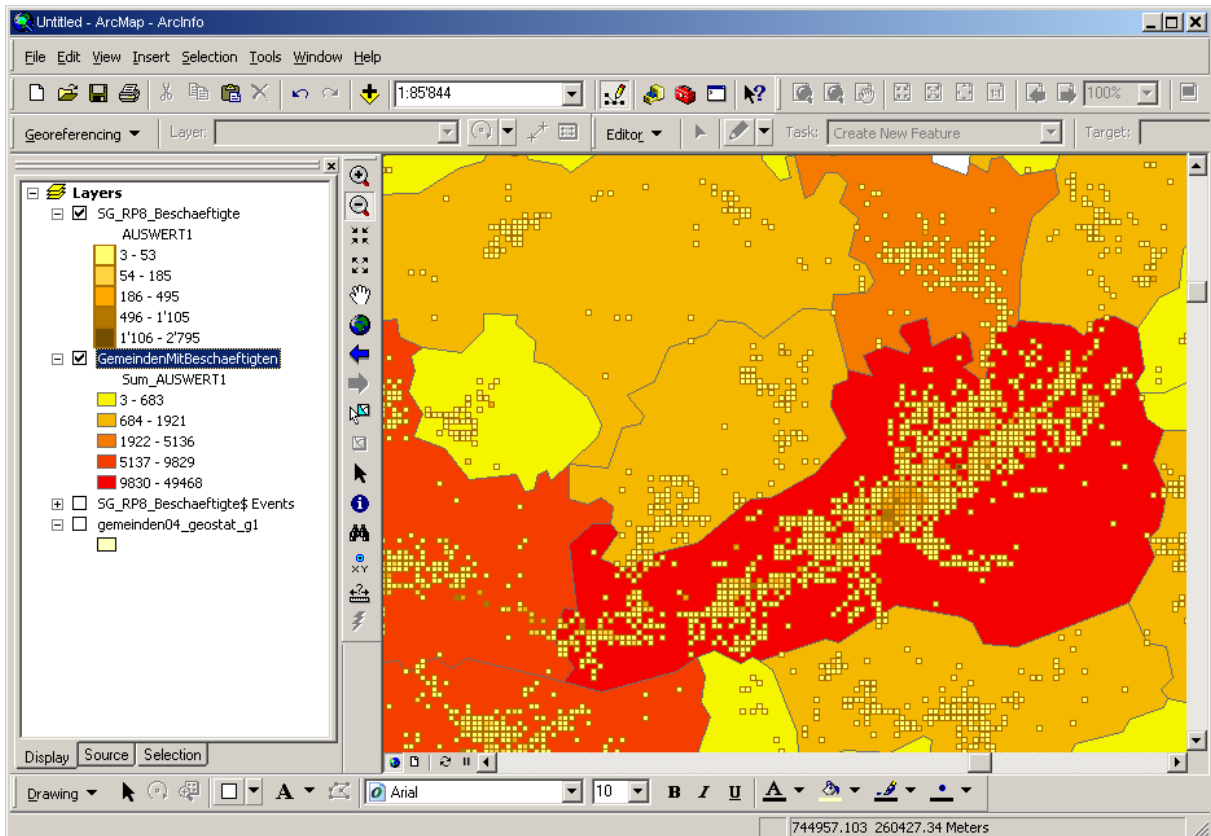 Untitled - ArcMap - ArcInfo
File Edit View Insert Selection Tools Window Help
1:85'844
100%
Georeferencing Layer: Editor Task: Create New Feature Target:
Layers
SG_RP8_Beschaeftigte
AUSWERT1
3 - 53
54 - 185
186 - 495
496 - 1'105
1'106 - 2'795
GemeindenMitBeschaeftigten
Sum_AUSWERT1
3 - 683
684 - 1921
1922 - 5136
5137 - 9829
9830 - 49468
SG_RP8_Beschaeftigte$ Events
gemeinden04_geostat_g1
XY
Display Source Selection
Drawing A Arial 10 B I U A
744957.103 260427.34 Meters